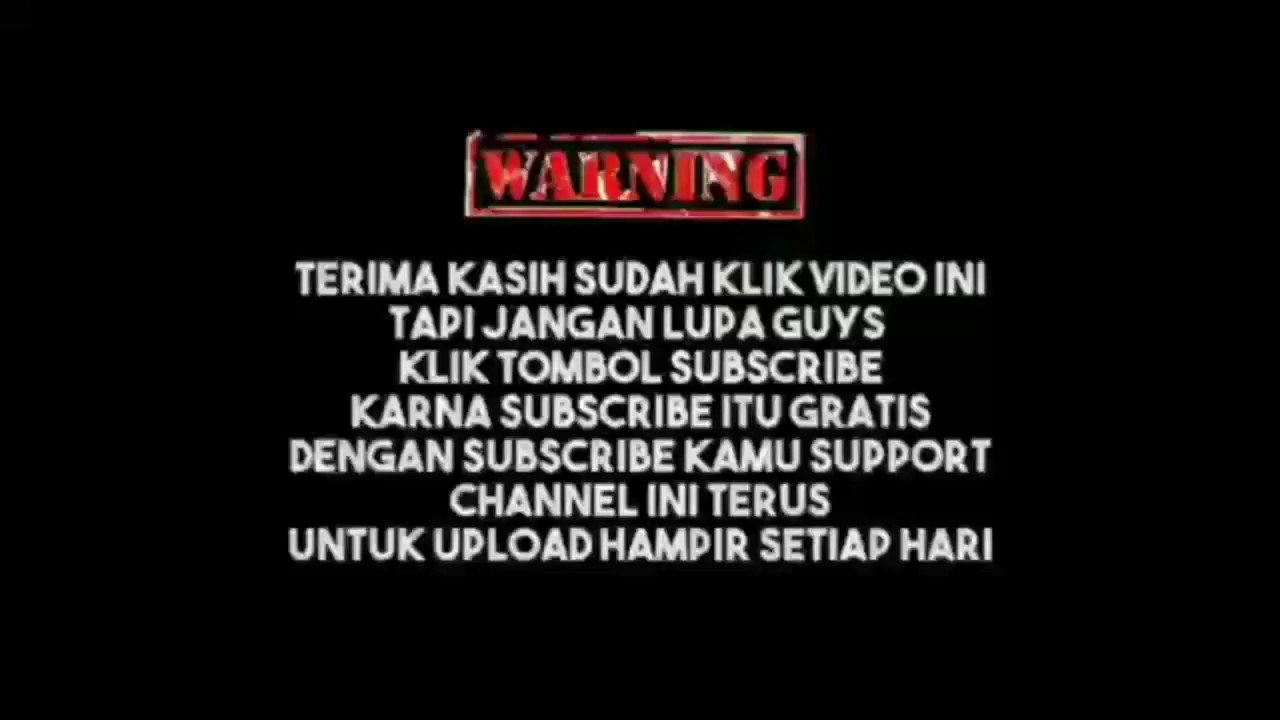 WARNING
TERIMA KASIH SUDAH KLIK VIDEO INI
TAPI JANGAN LUPA GUYS
KLIK TOMBOL SUBSCRIBE
KARNA SUBSCRIBE ITU GRATIS
DENGAN SUBSCRIBE KAMU SUPPORT
CHANNEL INI TERUS
UNTUK UPLOAD HAMPIR SETIAP HARI